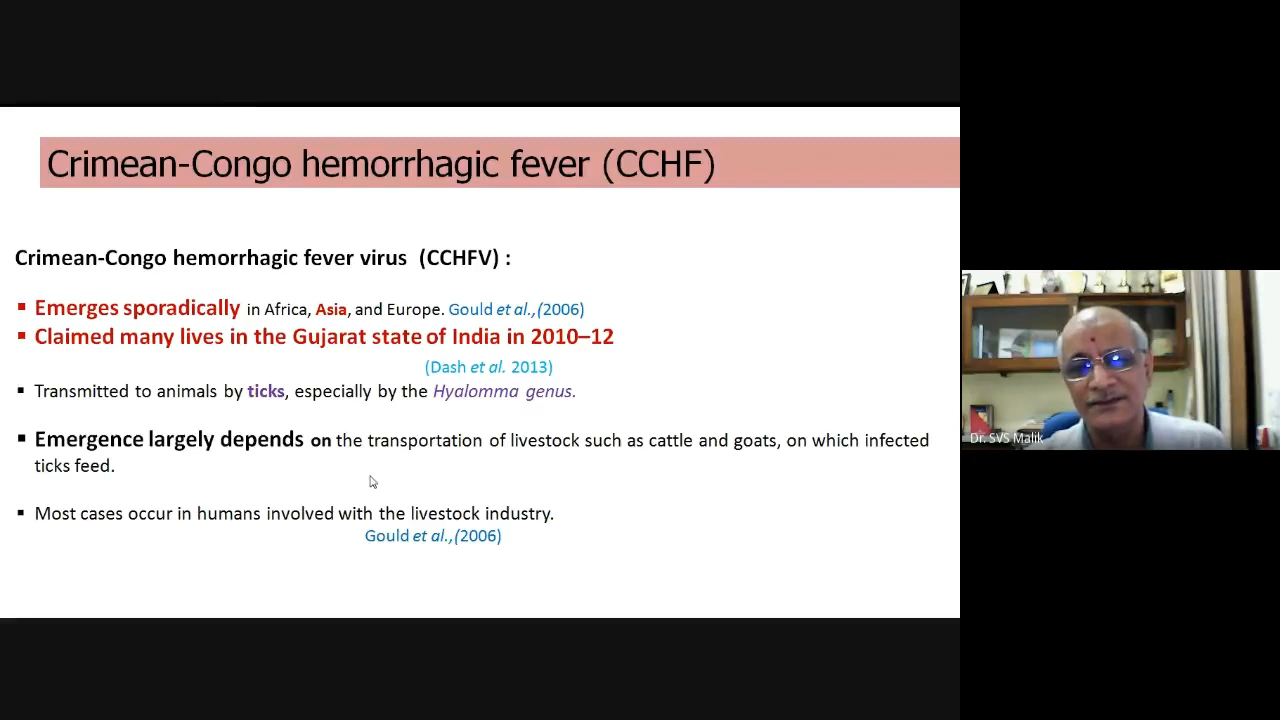 Crimean-Congo hemorrhagic fever (CCHF)
Crimean-Congo hemorrhagic fever virus (CCHFV) :
▪ Emerges sporadically in Africa, Asia, and Europe. Gould et al.,(2006)
▪ Claimed many lives in the Gujarat state of India in 2010–12
(Dash et al. 2013)
▪ Transmitted to animals by ticks, especially by the Hyalomma genus.
▪ Emergence largely depends on the transportation of livestock such as cattle and goats, on which infected
ticks feed.
▪ Most cases occur in humans involved with the livestock industry.
Gould et al.,(2006)
Dr. SVS Malik